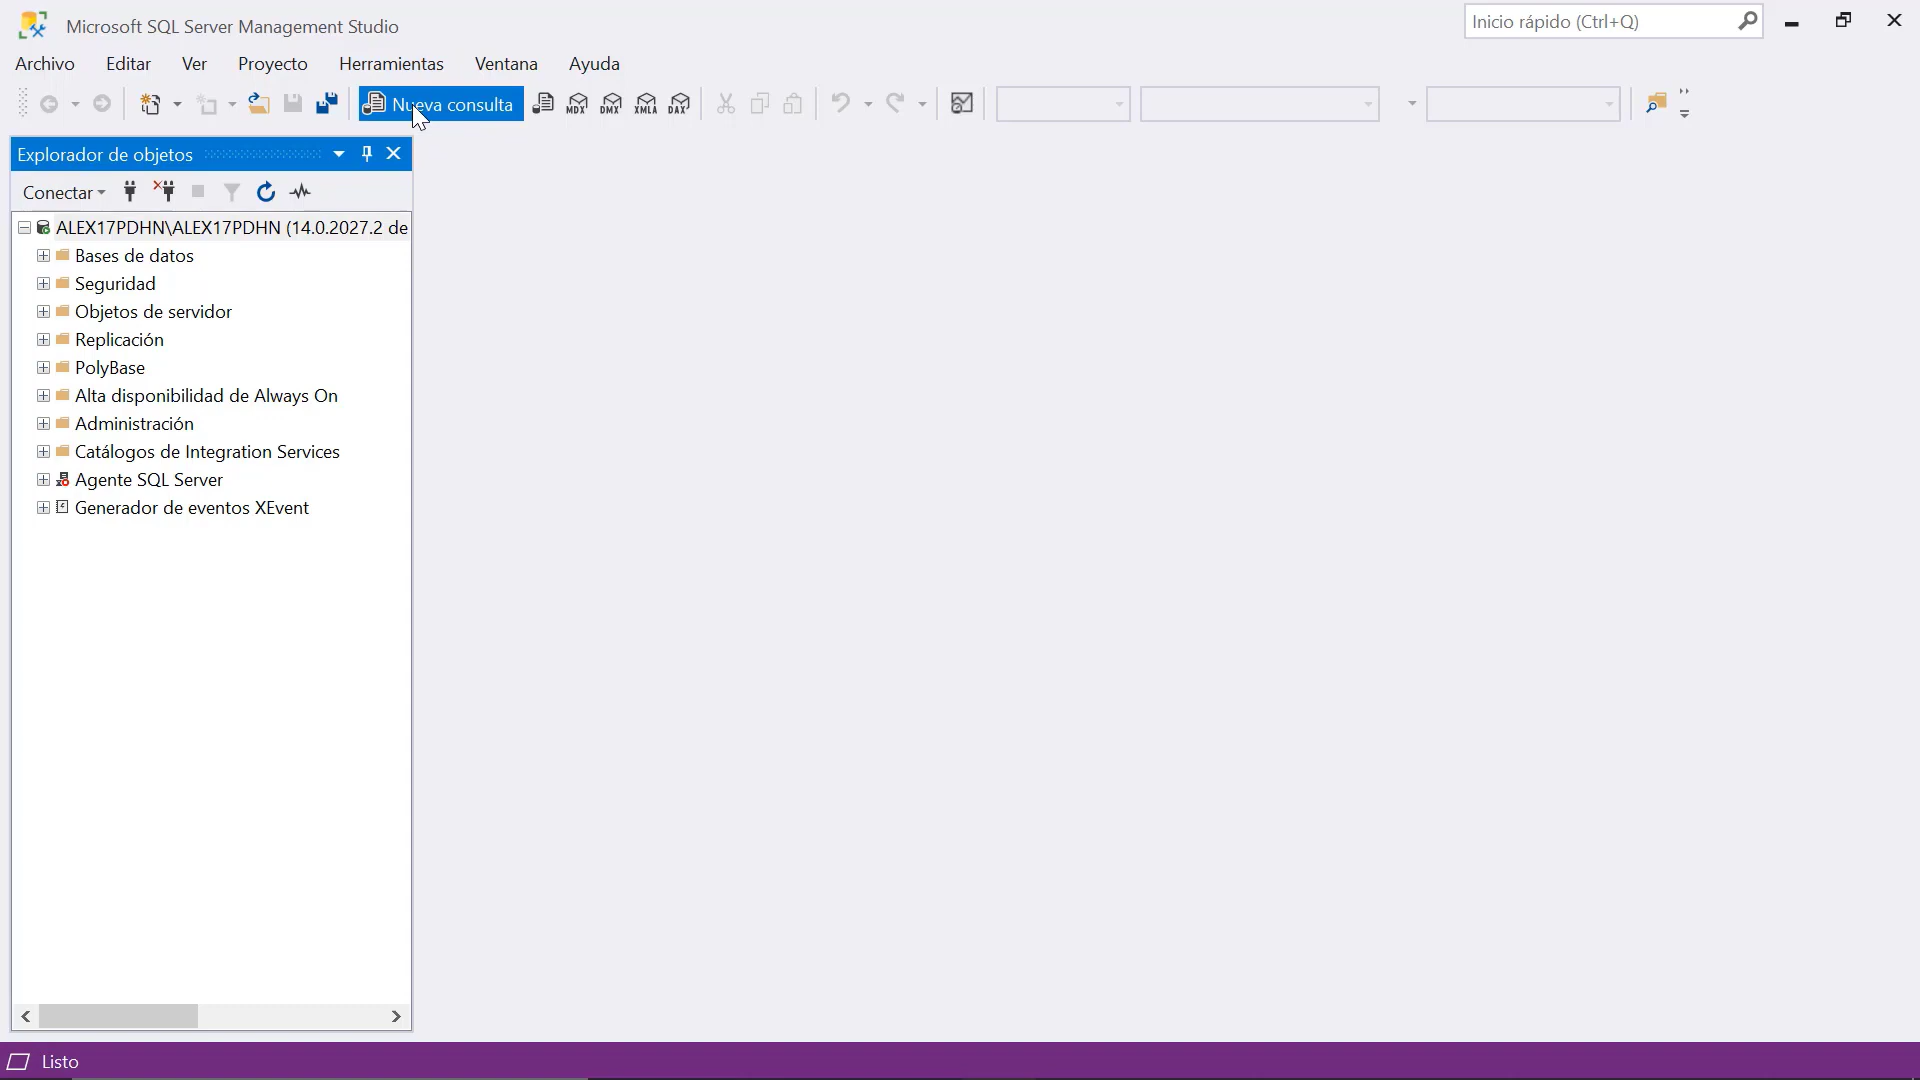 Microsoft SQL Server Management Studio
Inicio rápido (Ctrl+Q)
Archivo Editar Ver Proyecto Herramientas Ventana Ayuda
Nueva consulta MDX DMX XMLA DAX
Explorador de objetos
Conectar
ALEX17PDHN\ALEX17PDHN (14.0.2027.2 de
Bases de datos
Seguridad
Objetos de servidor
Replicación
PolyBase
Alta disponibilidad de Always On
Administración
Catálogos de Integration Services
Agente SQL Server
Generador de eventos XEvent
Listo